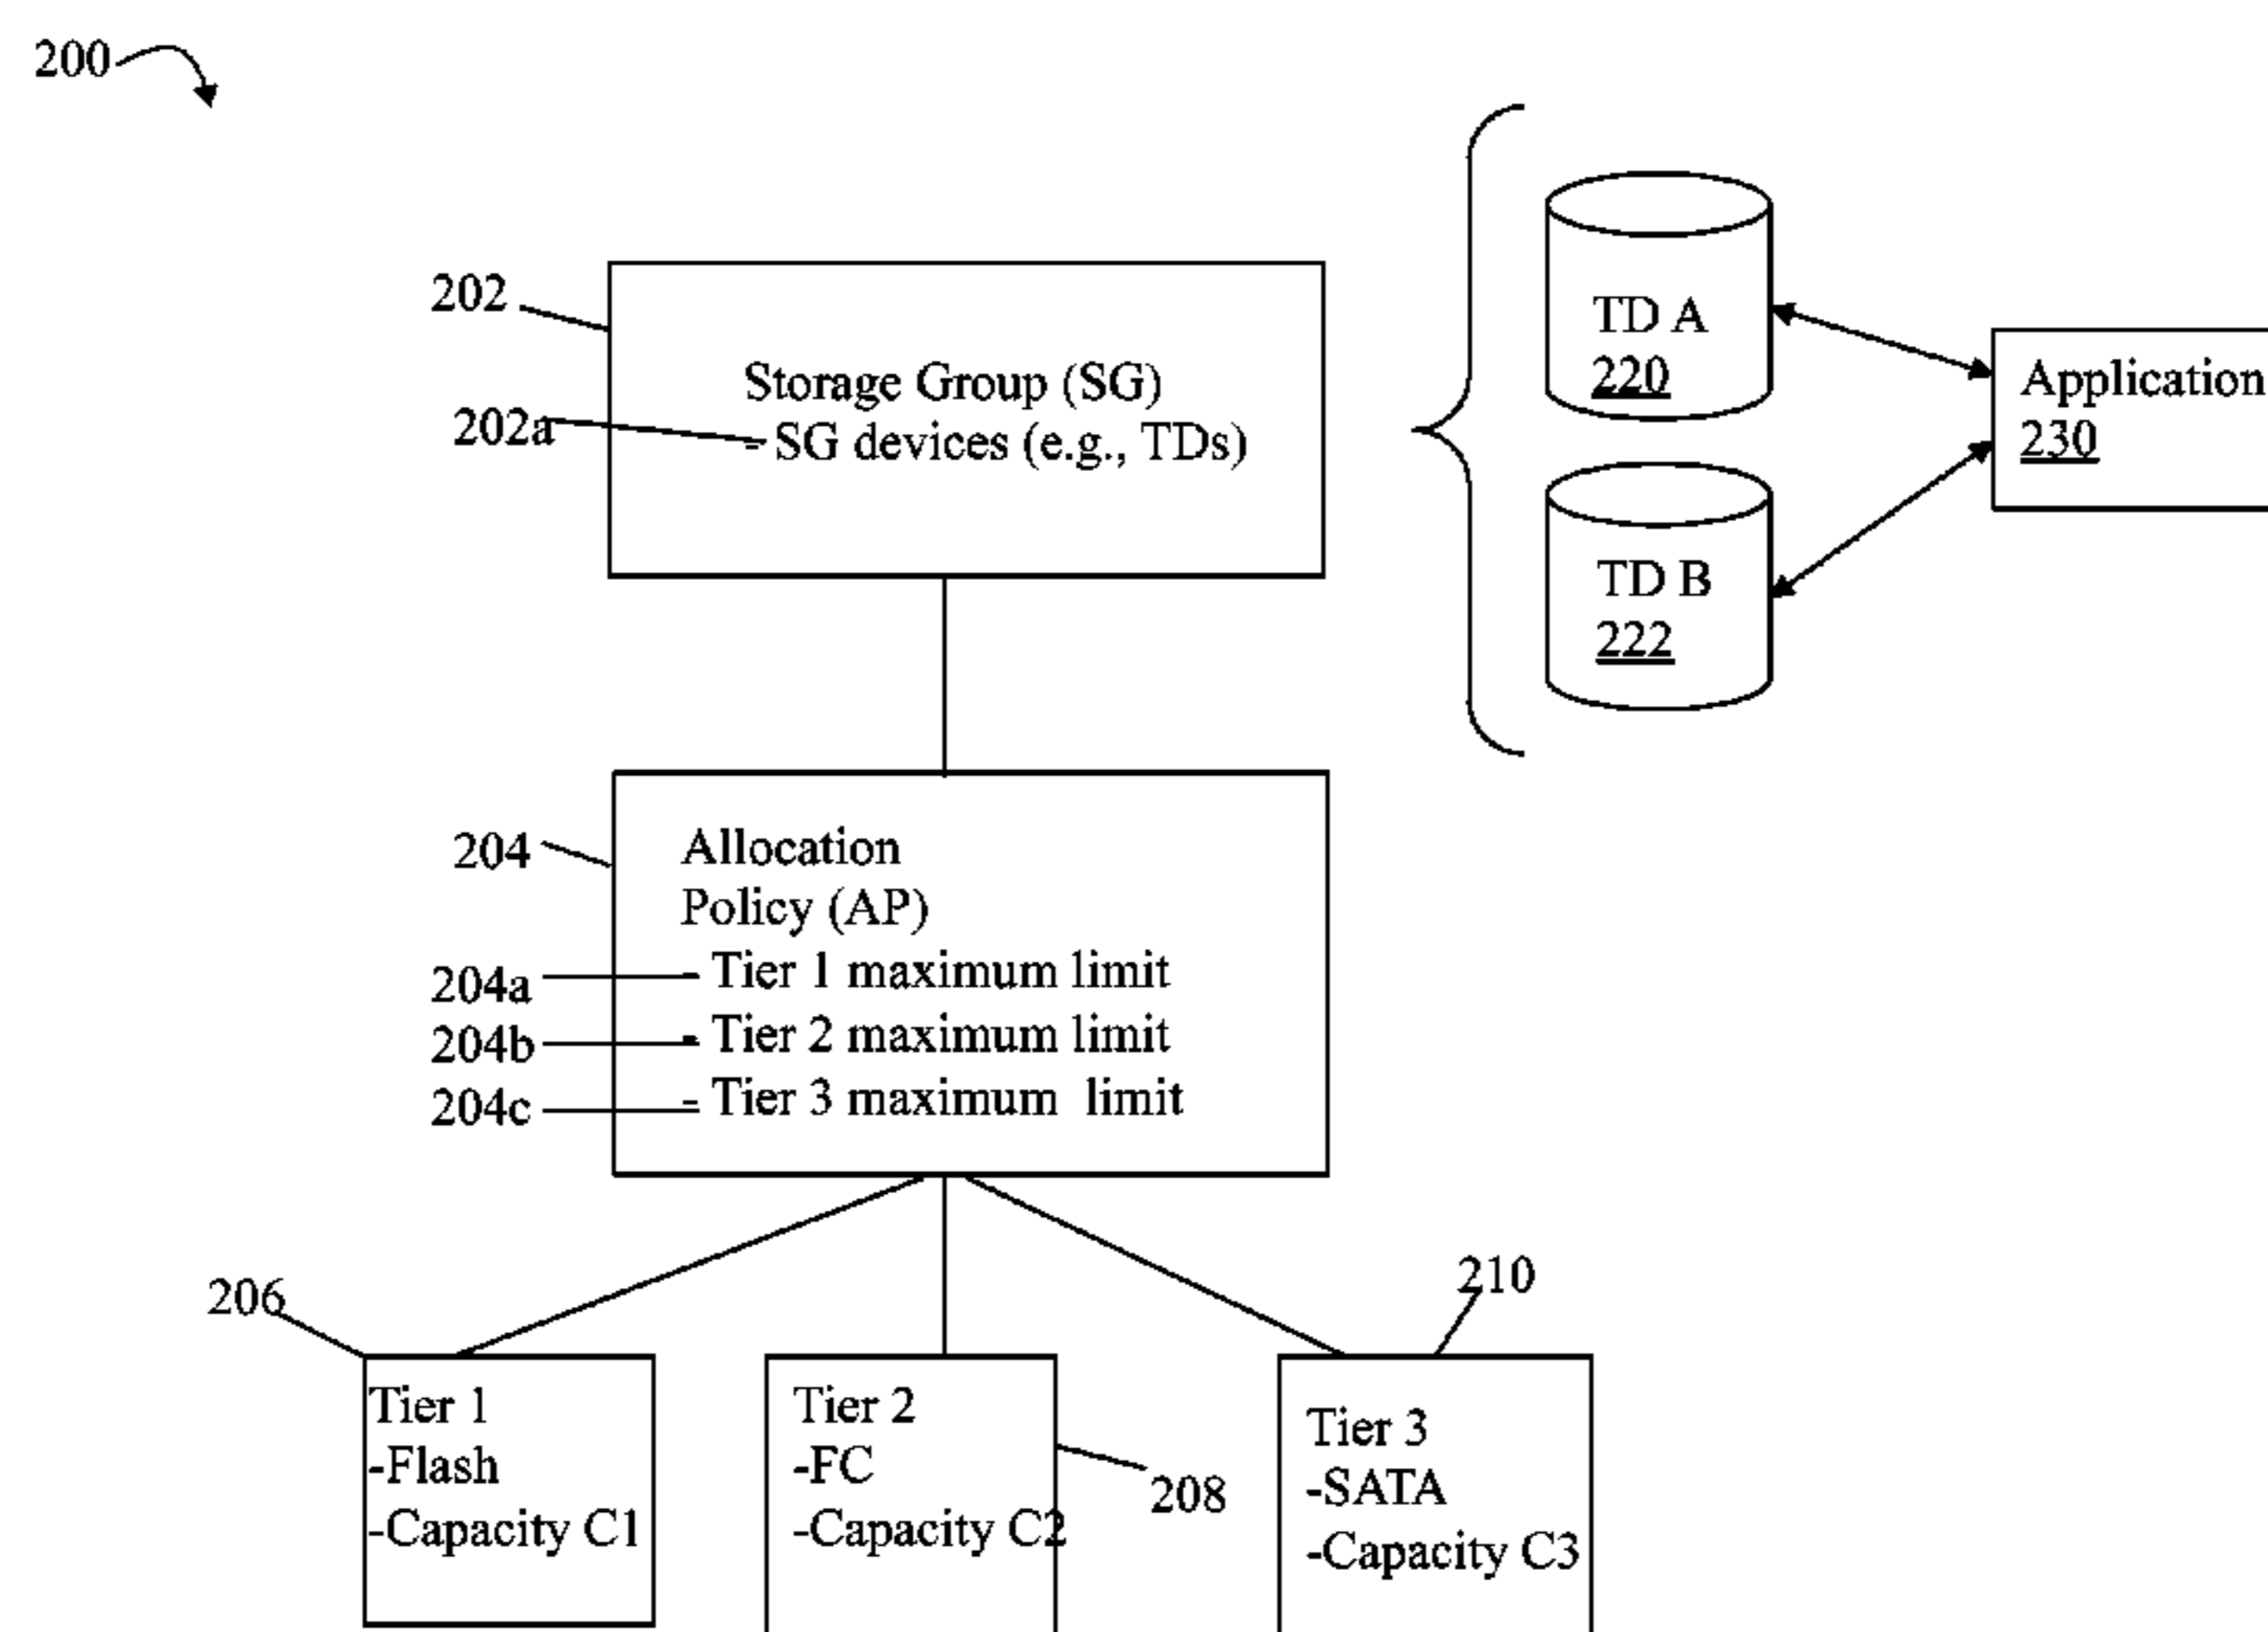 200
202
Storage Group (SG)
202a
- SG devices (e.g., TDs)
TD A
220
TD B
222
Application
230
204
Allocation
Policy (AP)
204a
- Tier 1 maximum limit
204b
- Tier 2 maximum limit
204c
- Tier 3 maximum limit
206
Tier 1
-Flash
-Capacity C1
Tier 2
-FC
-Capacity C2
208
210
Tier 3
-SATA
-Capacity C3